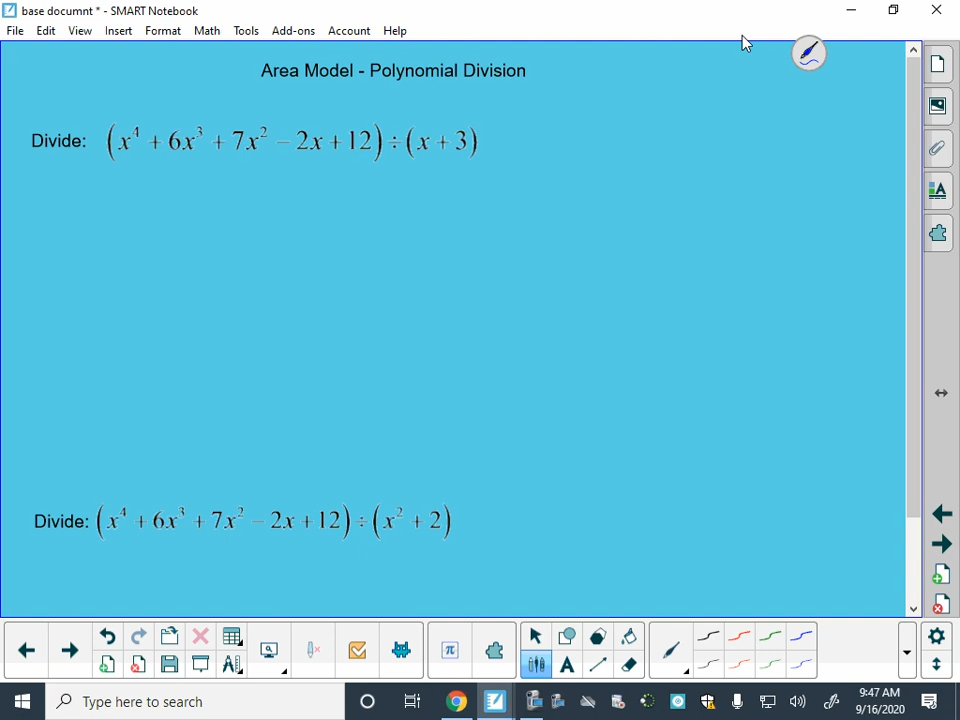 base documnt * - SMART Notebook
File Edit View Insert Format Math Tools Add-ons Account Help
Area Model - Polynomial Division
Divide: (x⁴ + 6x³ + 7x² − 2x + 12) ÷ (x + 3)
Divide: (x⁴ + 6x³ + 7x² − 2x + 12) ÷ (x² + 2)
π
A
Type here to search
9:47 AM
9/16/2020